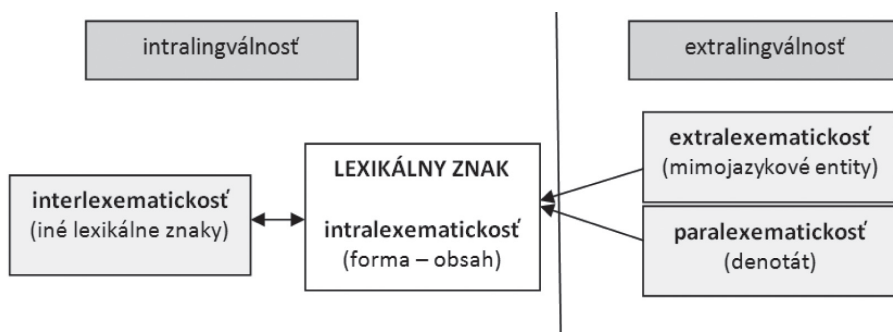 intralingválnosť
extralingválnosť
interlexematickosť
(iné lexikálne znaky)
LEXIKÁLNY ZNAK
intralexematickosť
(forma – obsah)
extralexematickosť
(mimojazykové entity)
paralexematickosť
(denotát)